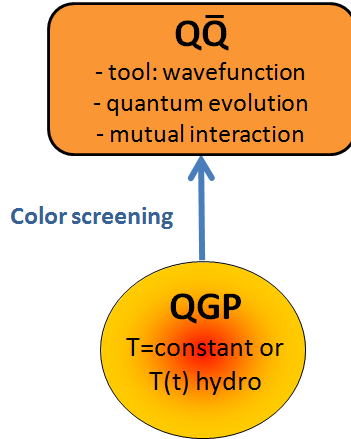 QQ̄
- tool: wavefunction
- quantum evolution
- mutual interaction
Color screening
QGP
T=constant or
T(t) hydro